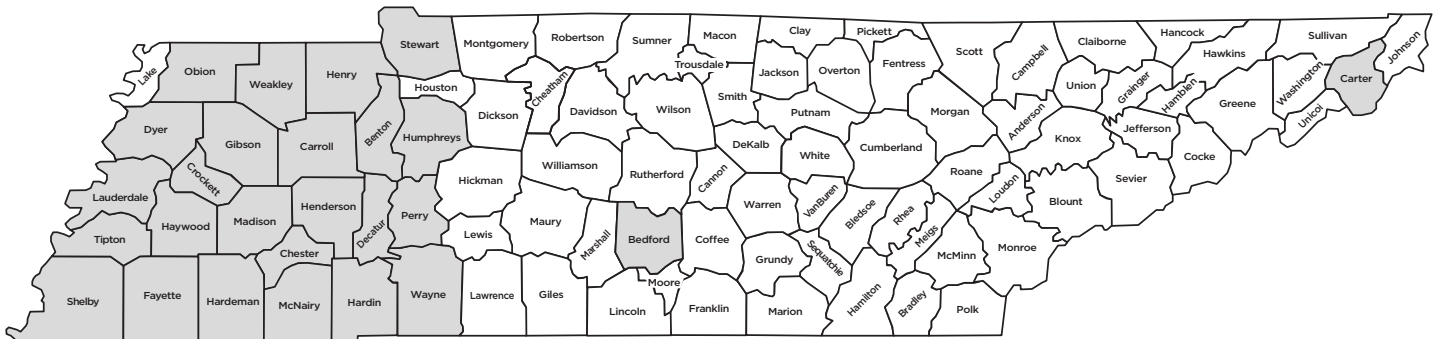 Stewart
Montgomery
Robertson
Sumner
Macon
Clay
Pickett
Scott
Campbell
Claiborne
Hancock
Hawkins
Sullivan
Johnson
Lake
Obion
Weakley
Henry
Houston
Cheatham
Trousdale
Jackson
Overton
Fentress
Union
Grainger
Hamblen
Greene
Washington
Carter
Unicoi
Dyer
Gibson
Carroll
Benton
Humphreys
Dickson
Davidson
Wilson
Smith
Putnam
Morgan
Anderson
Knox
Jefferson
Cocke
Crockett
Lauderdale
Haywood
Madison
Henderson
Decatur
Perry
Hickman
Williamson
Rutherford
Cannon
DeKalb
White
Cumberland
Roane
Loudon
Blount
Sevier
Tipton
Chester
Lewis
Maury
Marshall
Bedford
Coffee
Warren
VanBuren
Bledsoe
Rhea
Meigs
McMinn
Monroe
Shelby
Fayette
Hardeman
McNairy
Hardin
Wayne
Lawrence
Giles
Lincoln
Moore
Franklin
Grundy
Sequatchie
Marion
Hamilton
Bradley
Polk